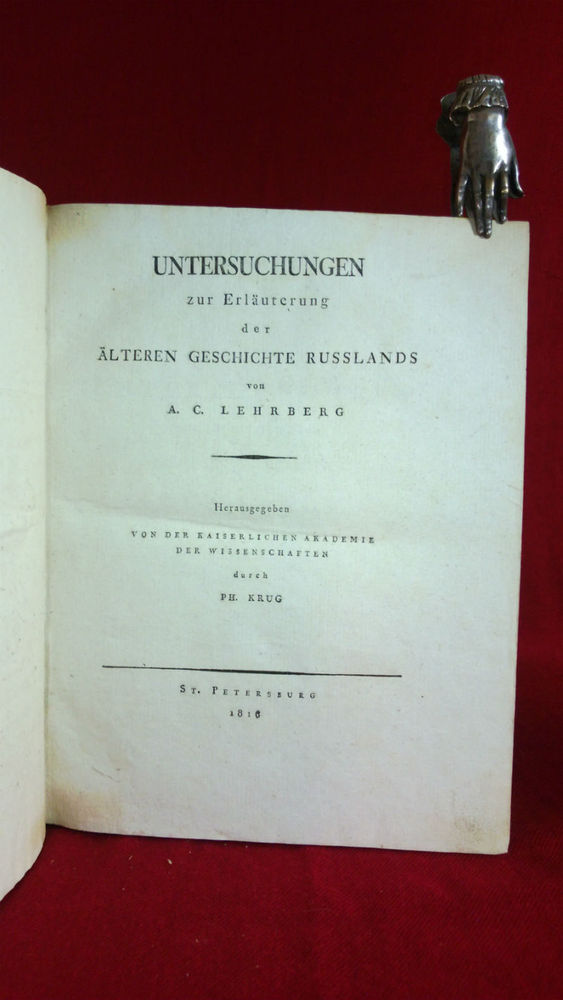 UNTERSUCHUNGEN
zur Erläuterung
der
ÄLTEREN GESCHICHTE RUSSLANDS
von
A. C. LEHRBERG
Herausgegeben
VON DER KAISERLICHEN AKADEMIE
DER WISSENSCHAFTEN
durch
PH. KRUG
ST. PETERSBURG
1816